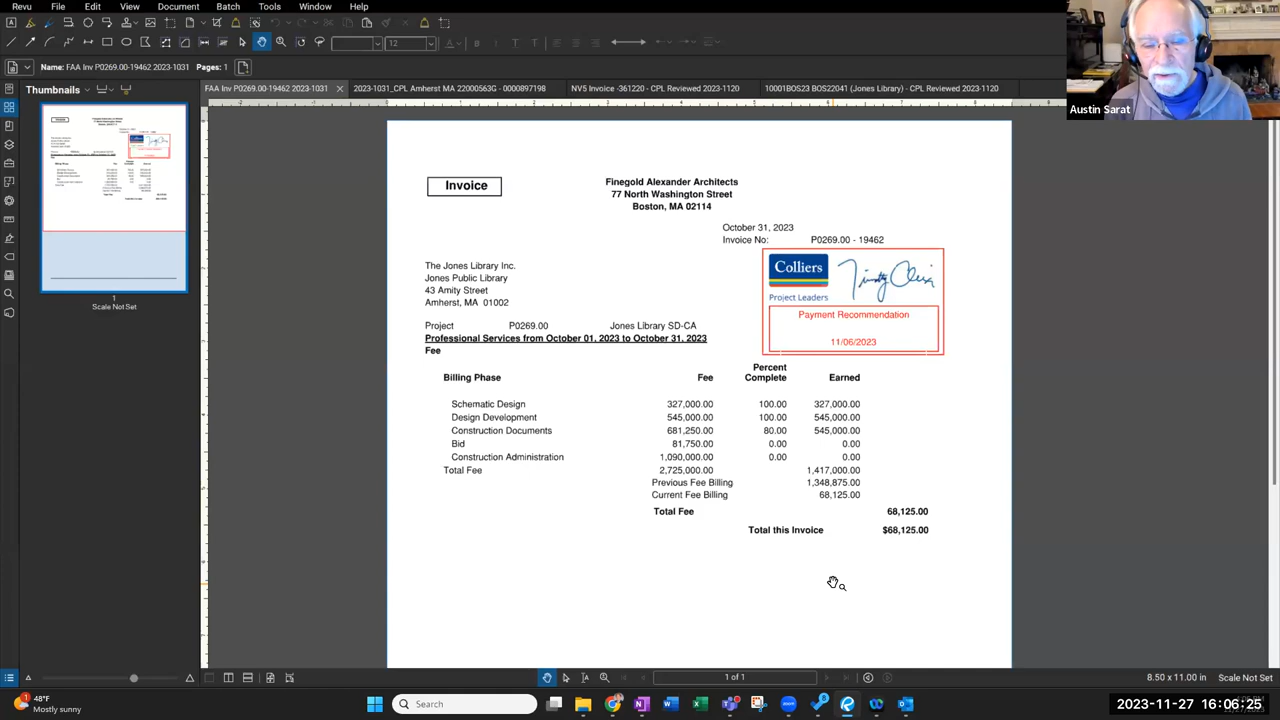 Revu File Edit View Document Batch Tools Window Help
12
Name: FAA Inv P0269.00-19462 2023-1031 Pages: 1
Thumbnails
FAA Inv P0269.00-19462 2023-1031
2023-1031_CPL Amherst MA 22000563G - 0000897198
NV5 Invoice -361220 - CPL Reviewed 2023-1120
10001BOS23 BOS22041 (Jones Library) - CPL Reviewed 2023-1120
Austin Sarat
1
Scale Not Set
Invoice
Finegold Alexander Architects
77 North Washington Street
Boston, MA 02114
October 31, 2023
Invoice No: P0269.00 - 19462
Colliers
Project Leaders
Payment Recommendation
11/06/2023
The Jones Library Inc.
Jones Public Library
43 Amity Street
Amherst, MA 01002
Project P0269.00 Jones Library SD-CA
Professional Services from October 01, 2023 to October 31, 2023
Fee
Billing Phase Fee Percent Complete Earned
Schematic Design 327,000.00 100.00 327,000.00
Design Development 545,000.00 100.00 545,000.00
Construction Documents 681,250.00 80.00 545,000.00
Bid 81,750.00 0.00 0.00
Construction Administration 1,090,000.00 0.00 0.00
Total Fee 2,725,000.00 1,417,000.00
Previous Fee Billing 1,348,875.00
Current Fee Billing 68,125.00
Total Fee 68,125.00
Total this Invoice $68,125.00
1 of 1
8.50 x 11.00 in Scale Not Set
48°F
Mostly sunny
Search
2023-11-27 16:06:25